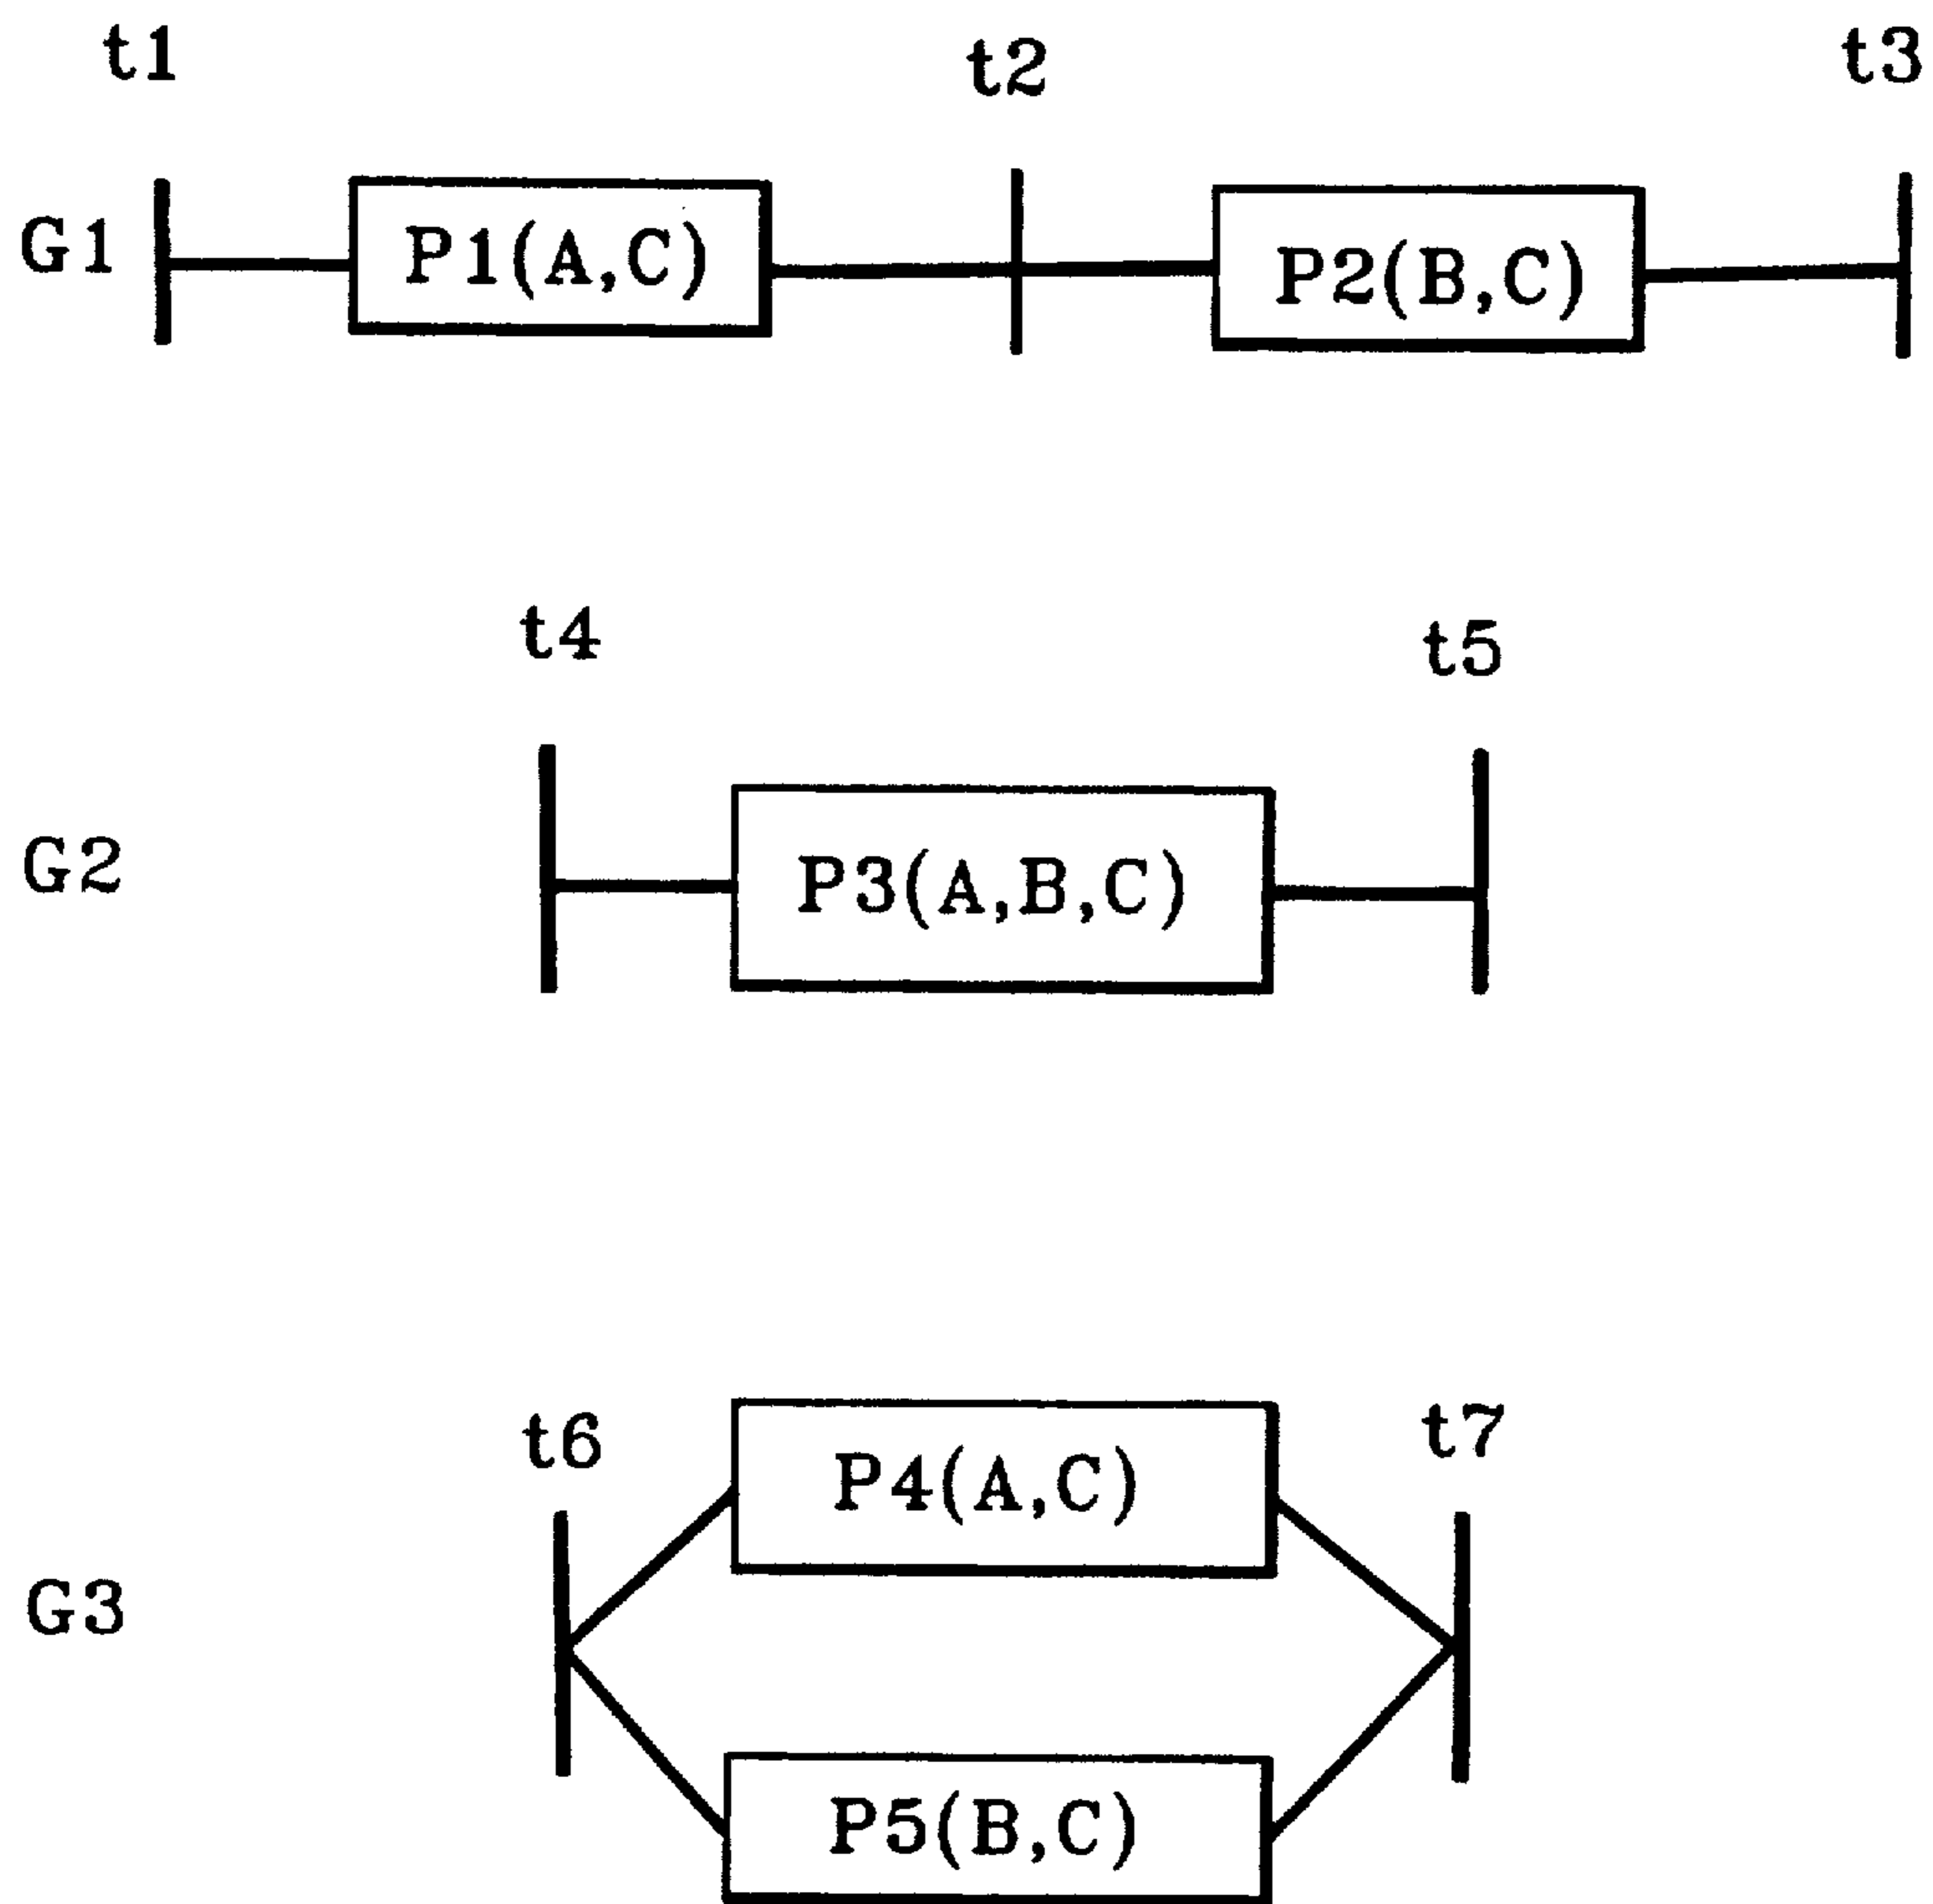 t1
t2
t3
G1
P1(A,C)
P2(B,C)
t4
t5
G2
P3(A,B,C)
t6
t7
P4(A,C)
G3
P5(B,C)